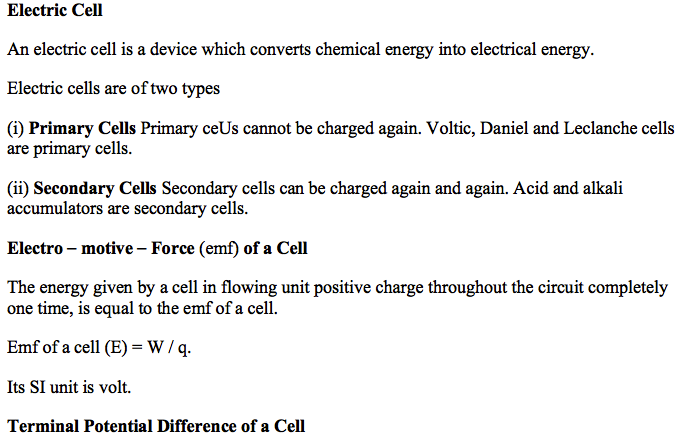 Electric Cell
An electric cell is a device which converts chemical energy into electrical energy.
Electric cells are of two types
(i) Primary Cells Primary ceUs cannot be charged again. Voltic, Daniel and Leclanche cells
are primary cells.
(ii) Secondary Cells Secondary cells can be charged again and again. Acid and alkali
accumulators are secondary cells.
Electro – motive – Force (emf) of a Cell
The energy given by a cell in flowing unit positive charge throughout the circuit completely
one time, is equal to the emf of a cell.
Emf of a cell (E) = W / q.
Its SI unit is volt.
Terminal Potential Difference of a Cell